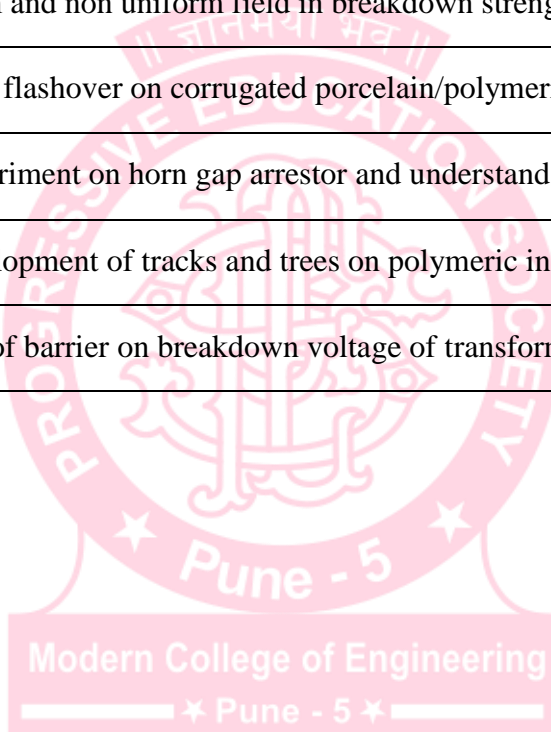 and non uniform field in breakdown streng
|| ज्ञानमया भव ||
flashover on corrugated porcelain/polymeri
PROGRESSIVE EDUCATION SOCIETY
riment on horn gap arrestor and understand
opment of tracks and trees on polymeric in
of barrier on breakdown voltage of transform
Pune - 5
Modern College of Engineering
Pune - 5